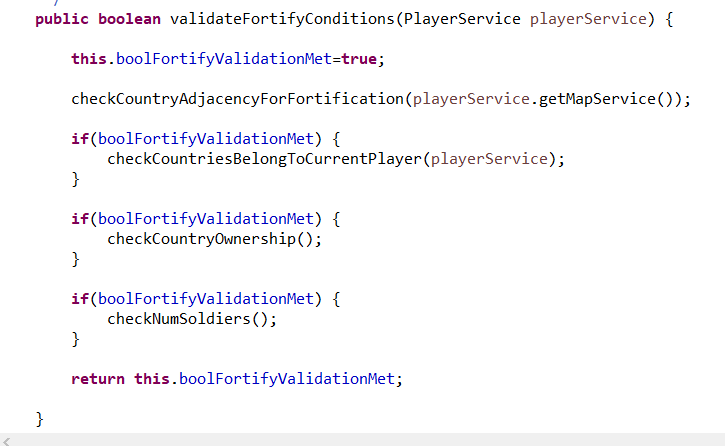 public boolean validateFortifyConditions(PlayerService playerService) {
this.boolFortifyValidationMet=true;
checkCountryAdjacencyForFortification(playerService.getMapService());
if(boolFortifyValidationMet) {
checkCountriesBelongToCurrentPlayer(playerService);
}
if(boolFortifyValidationMet) {
checkCountryOwnership();
}
if(boolFortifyValidationMet) {
checkNumSoldiers();
}
return this.boolFortifyValidationMet;
}